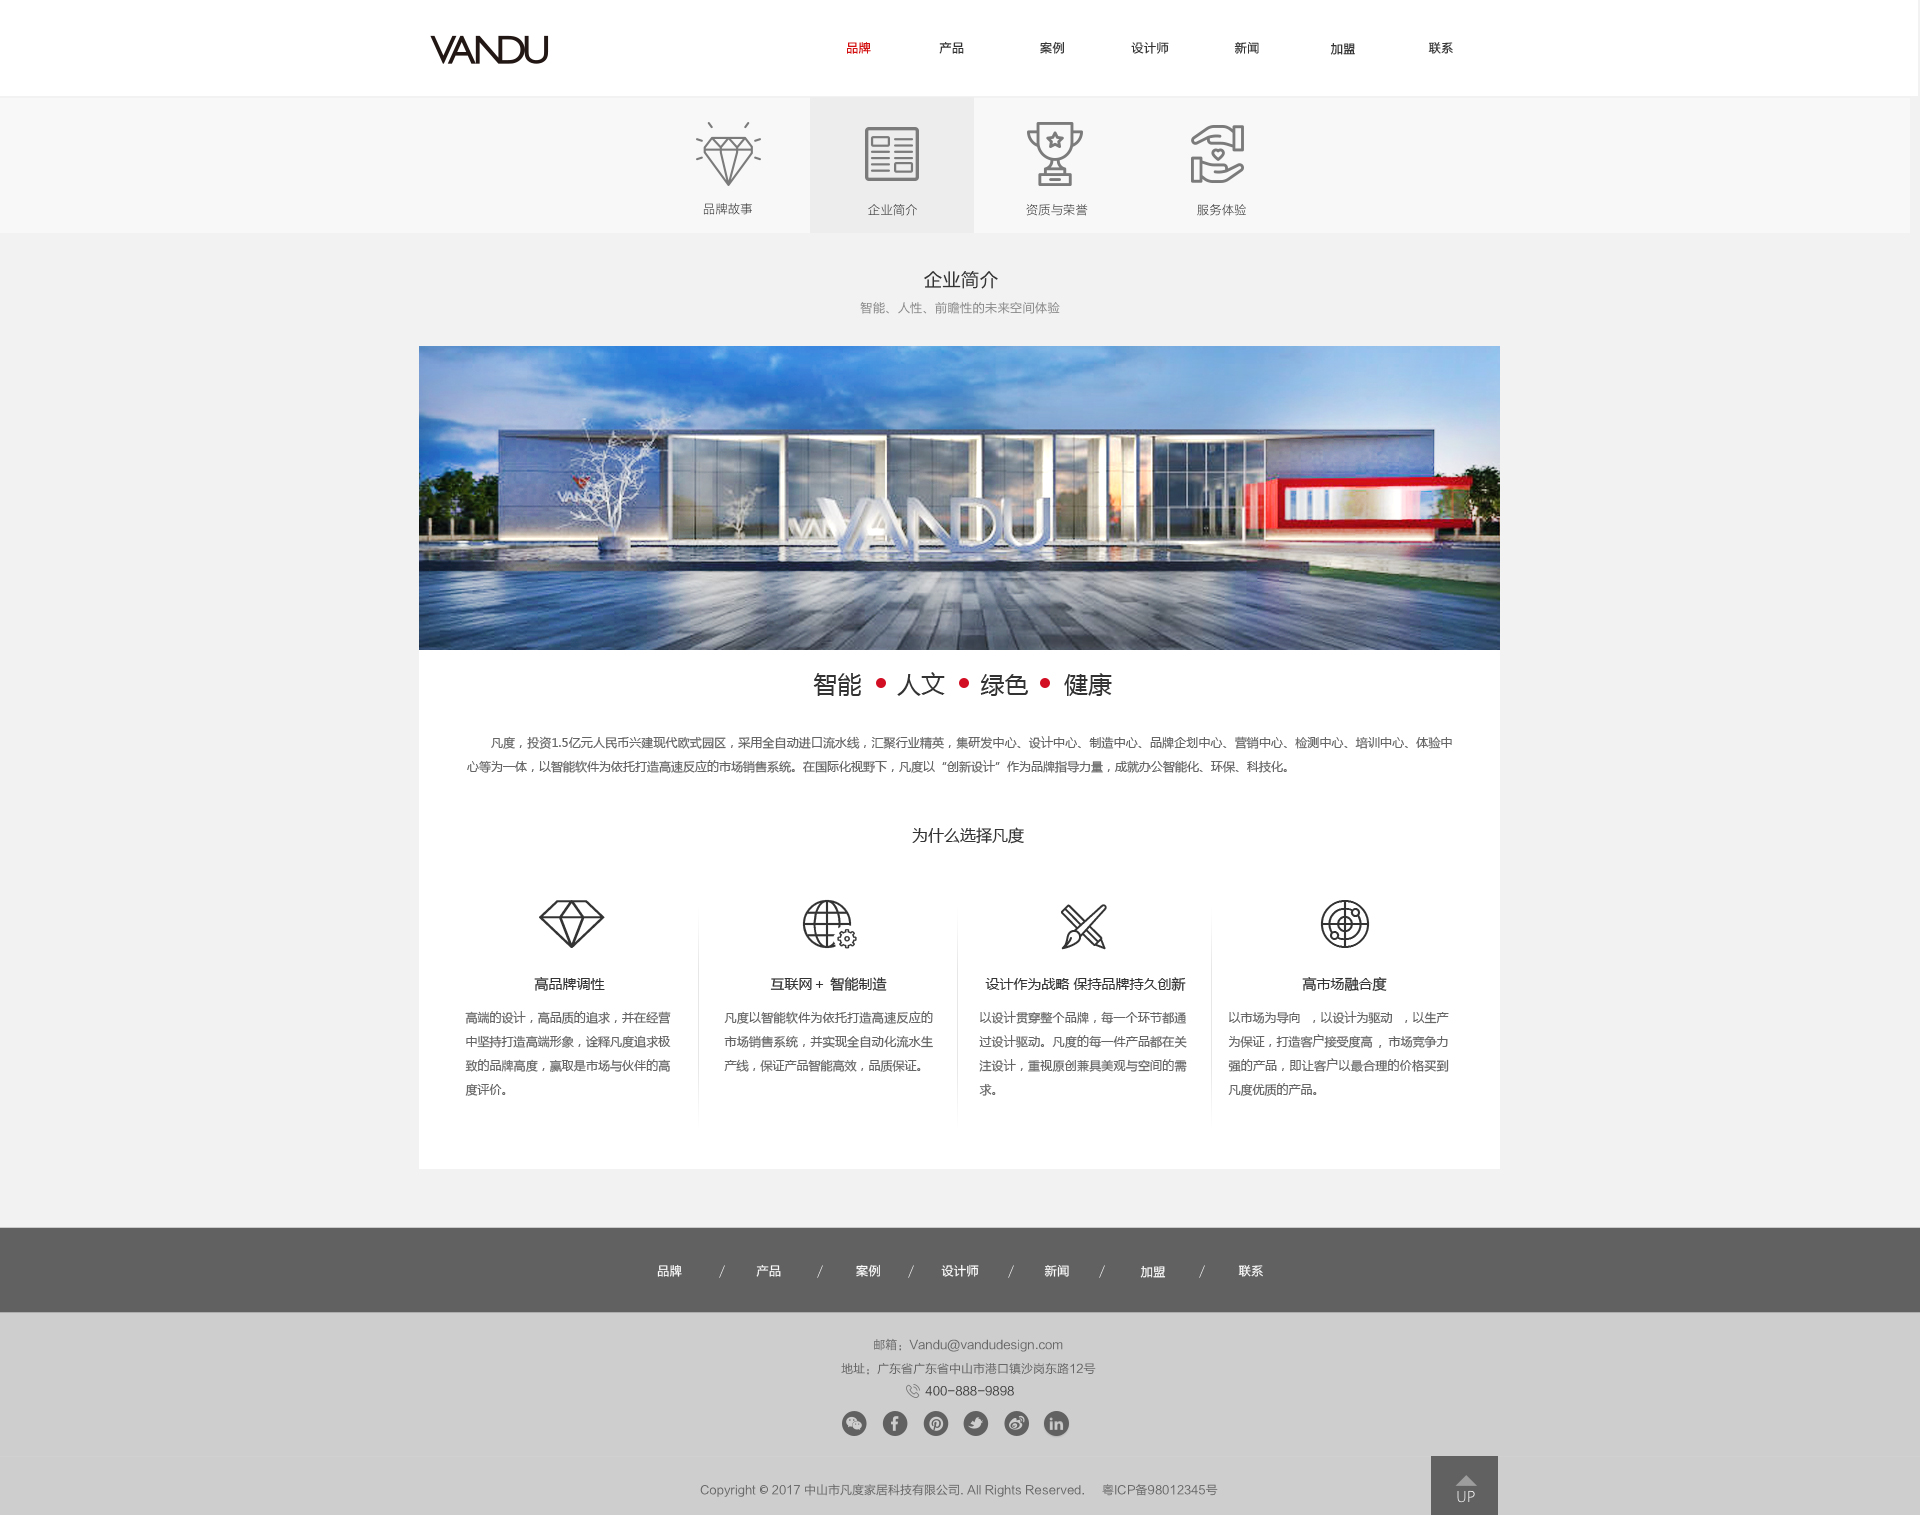 VANDU
品牌 产品 案例 设计师 新闻 加盟 联系
品牌故事 企业简介 资质与荣誉 服务体验
企业简介
智能、人性、前瞻性的未来空间体验
VANDU
VANDU
智能 • 人文 • 绿色 • 健康
凡度，投资1.5亿元人民币兴建现代欧式园区，采用全自动进口流水线，汇聚行业精英，集研发中心、设计中心、制造中心、品牌企划中心、营销中心、检测中心、培训中心、体验中
心等为一体，以智能软件为依托打造高速反应的市场销售系统。在国际化视野下，凡度以“创新设计”作为品牌指导力量，成就办公智能化、环保、科技化。
为什么选择凡度
高品牌调性
高端的设计，高品质的追求，并在经营
中坚持打造高端形象，诠释凡度追求极
致的品牌高度，赢取是市场与伙伴的高
度评价。
互联网＋ 智能制造
凡度以智能软件为依托打造高速反应的
市场销售系统，并实现全自动化流水生
产线，保证产品智能高效，品质保证。
设计作为战略 保持品牌持久创新
以设计贯穿整个品牌，每一个环节都通
过设计驱动。凡度的每一件产品都在关
注设计，重视原创兼具美观与空间的需
求。
高市场融合度
以市场为导向 ，以设计为驱动 ，以生产
为保证，打造客户接受度高 ，市场竞争力
强的产品，即让客户以最合理的价格买到
凡度优质的产品。
品牌 / 产品 / 案例 / 设计师 / 新闻 / 加盟 / 联系
邮箱：Vandu@vandudesign.com
地址：广东省广东省中山市港口镇沙岗东路12号
400-888-9898
Copyright © 2017 中山市凡度家居科技有限公司. All Rights Reserved. 粤ICP备98012345号
UP